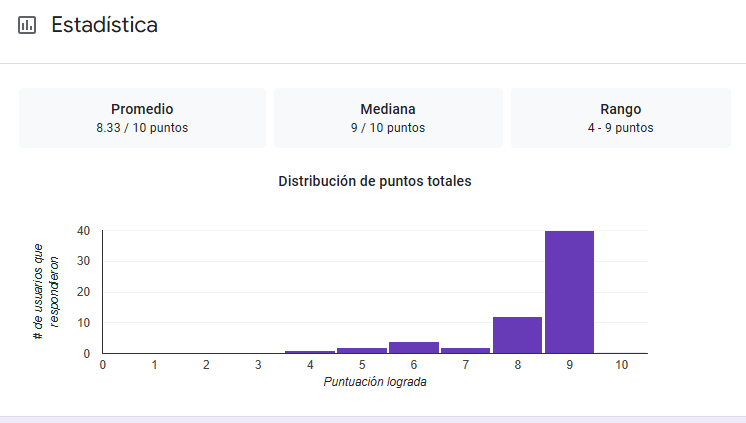 Estadística
Promedio
8.33 / 10 puntos
Mediana
9 / 10 puntos
Rango
4 - 9 puntos
Distribución de puntos totales
# de usuarios que
respondieron
40
30
20
10
0
0 1 2 3 4 5 6 7 8 9 10
Puntuación lograda